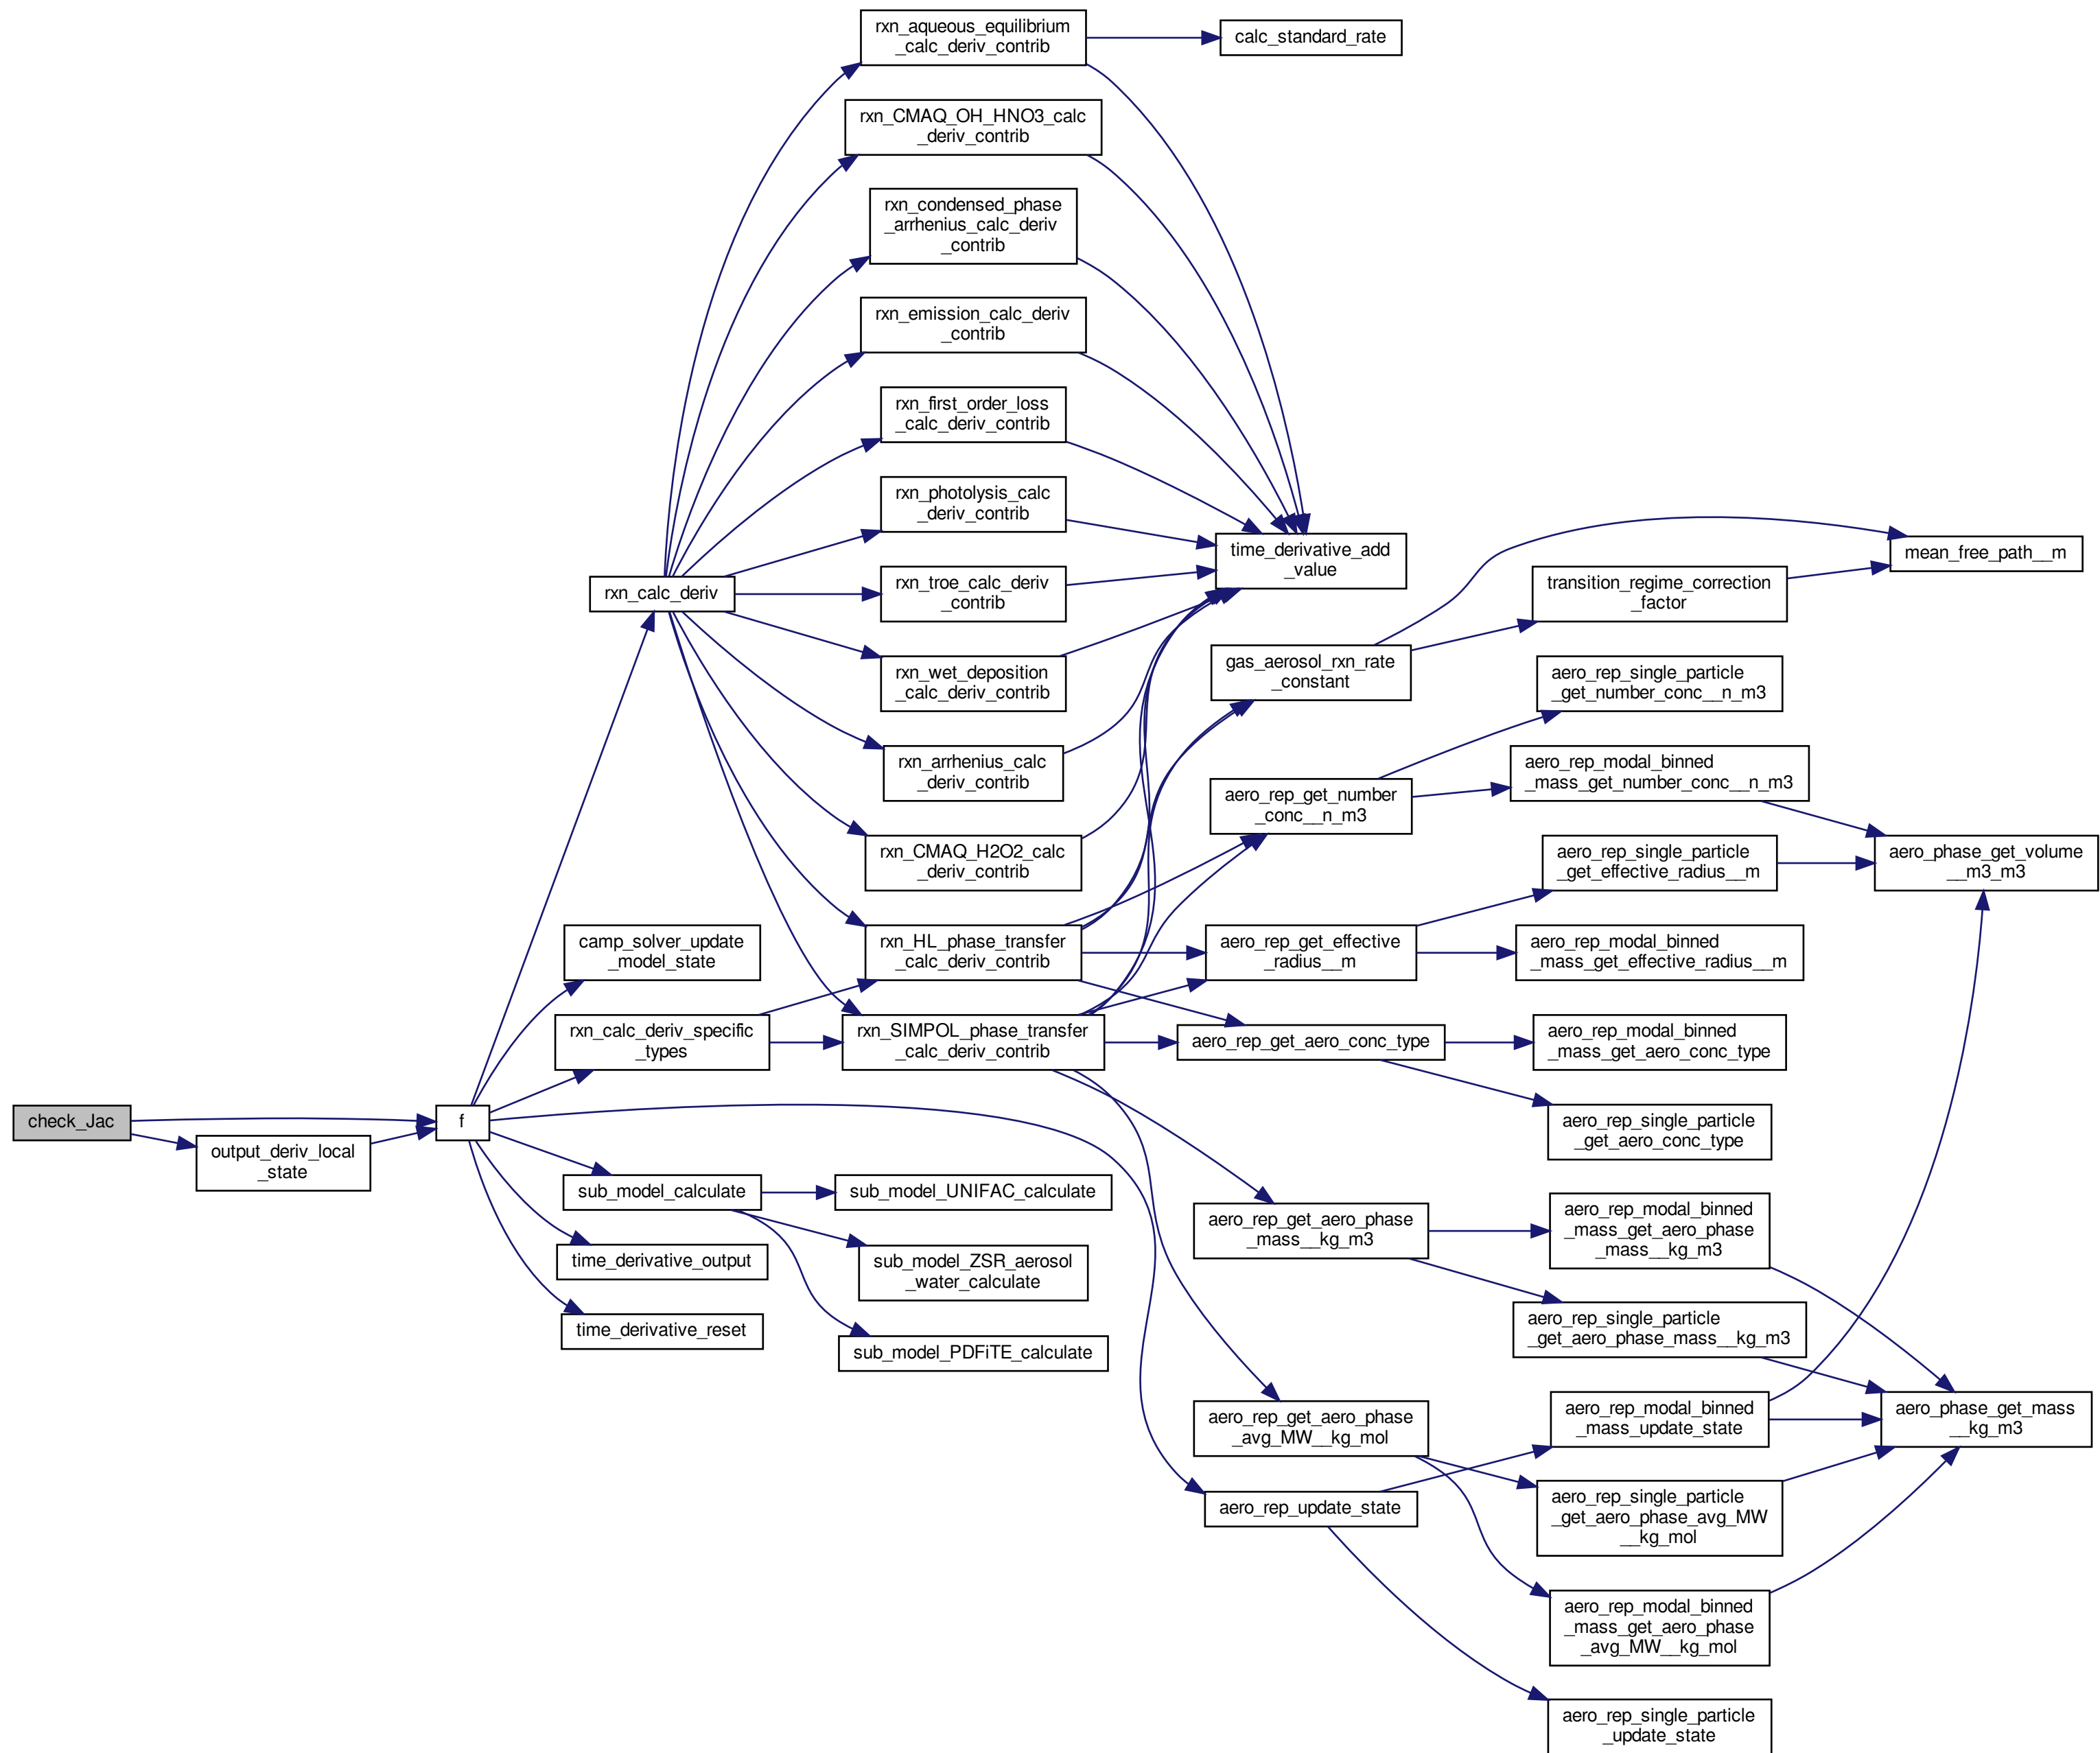 check_Jac
output_deriv_local
_state
f
rxn_calc_deriv
camp_solver_update
_model_state
rxn_calc_deriv_specific
_types
sub_model_calculate
time_derivative_output
time_derivative_reset
rxn_aqueous_equilibrium
_calc_deriv_contrib
rxn_CMAQ_OH_HNO3_calc
_deriv_contrib
rxn_condensed_phase
_arrhenius_calc_deriv
_contrib
rxn_emission_calc_deriv
_contrib
rxn_first_order_loss
_calc_deriv_contrib
rxn_photolysis_calc
_deriv_contrib
rxn_troe_calc_deriv
_contrib
rxn_wet_deposition
_calc_deriv_contrib
rxn_arrhenius_calc
_deriv_contrib
rxn_CMAQ_H2O2_calc
_deriv_contrib
rxn_HL_phase_transfer
_calc_deriv_contrib
rxn_SIMPOL_phase_transfer
_calc_deriv_contrib
sub_model_UNIFAC_calculate
sub_model_ZSR_aerosol
_water_calculate
sub_model_PDFiTE_calculate
calc_standard_rate
time_derivative_add
_value
gas_aerosol_rxn_rate
_constant
aero_rep_get_number
_conc__n_m3
aero_rep_get_effective
_radius__m
aero_rep_get_aero_conc_type
aero_rep_get_aero_phase
_mass__kg_m3
aero_rep_get_aero_phase
_avg_MW__kg_mol
aero_rep_update_state
transition_regime_correction
_factor
aero_rep_single_particle
_get_number_conc__n_m3
aero_rep_modal_binned
_mass_get_number_conc__n_m3
aero_rep_single_particle
_get_effective_radius__m
aero_rep_modal_binned
_mass_get_effective_radius__m
aero_rep_modal_binned
_mass_get_aero_conc_type
aero_rep_single_particle
_get_aero_conc_type
aero_rep_modal_binned
_mass_get_aero_phase
_mass__kg_m3
aero_rep_single_particle
_get_aero_phase_mass__kg_m3
aero_rep_modal_binned
_mass_update_state
aero_rep_single_particle
_get_aero_phase_avg_MW
__kg_mol
aero_rep_modal_binned
_mass_get_aero_phase
_avg_MW__kg_mol
aero_rep_single_particle
_update_state
mean_free_path__m
aero_phase_get_volume
__m3_m3
aero_phase_get_mass
__kg_m3